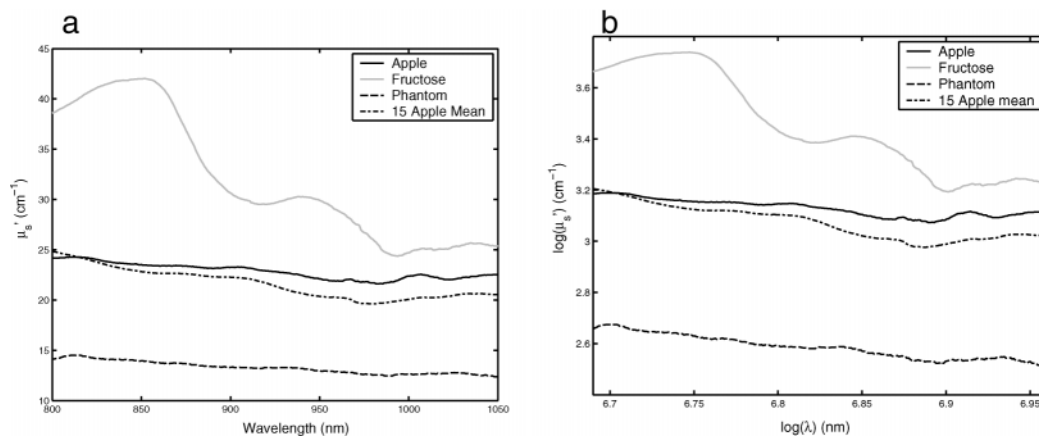 a
45
40
35
30
25
20
15
10
800
850
900
950
1000
1050
μs' (cm−1)
Wavelength (nm)
Apple
Fructose
Phantom
15 Apple Mean
b
3.6
3.4
3.2
3
2.8
2.6
6.7
6.75
6.8
6.85
6.9
6.95
log(μs') (cm−1)
log(λ) (nm)
Apple
Fructose
Phantom
15 Apple mean